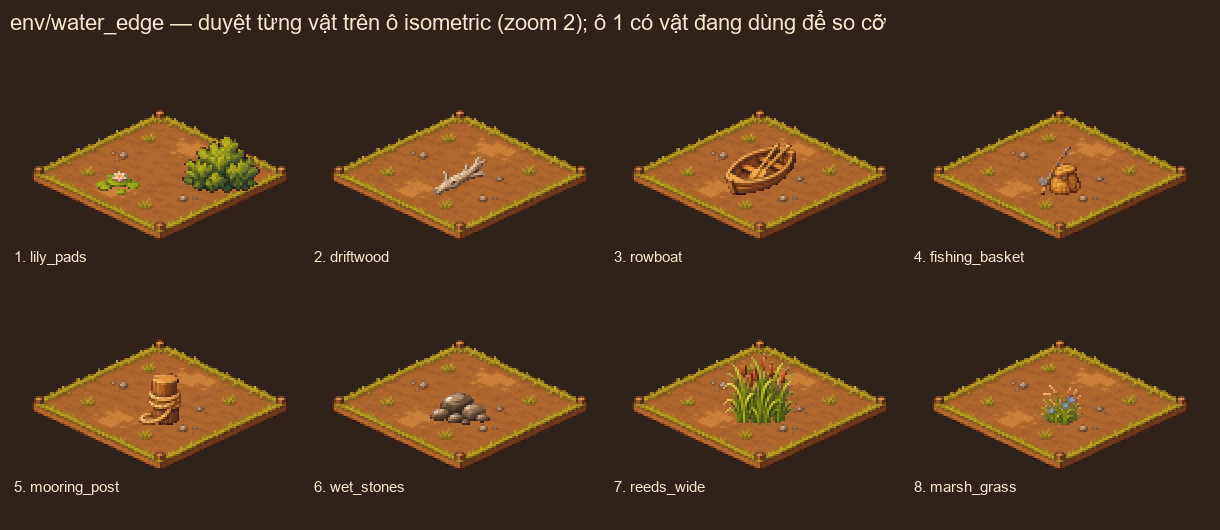 env/water_edge — duyệt từng vật trên ô isometric (zoom 2); ô 1 có vật đang dùng để so cỡ
1. lily_pads
2. driftwood
3. rowboat
4. fishing_basket
5. mooring_post
6. wet_stones
7. reeds_wide
8. marsh_grass